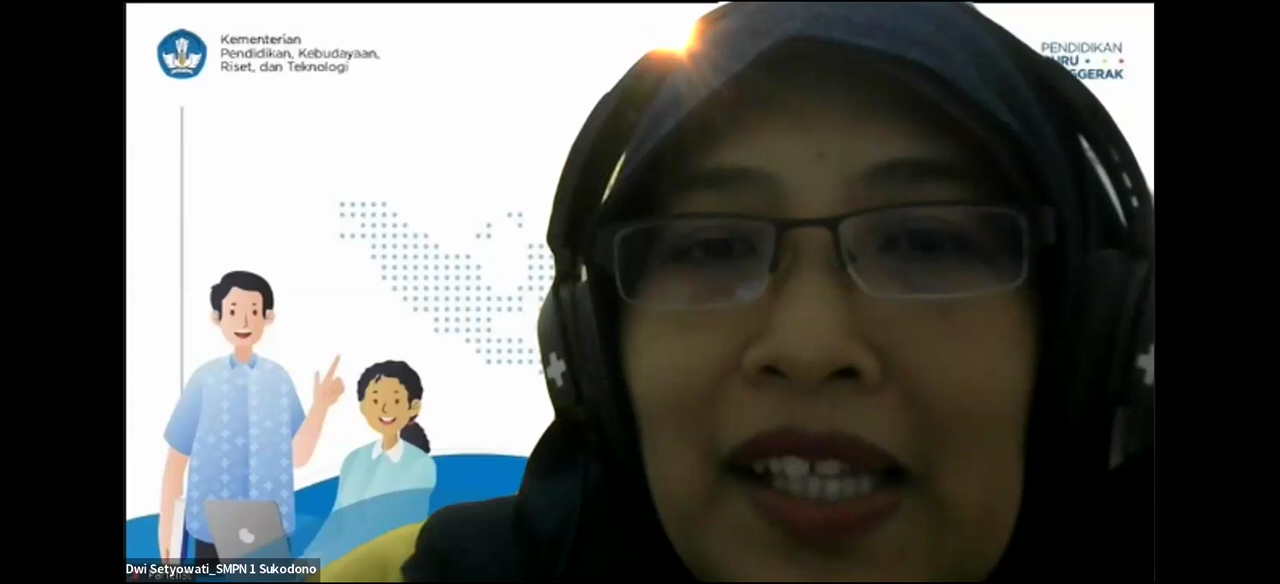 Kementerian
Pendidikan, Kebudayaan,
Riset, dan Teknologi
PENDIDIKAN
Dwi Setyowati_SMPN 1 Sukodono